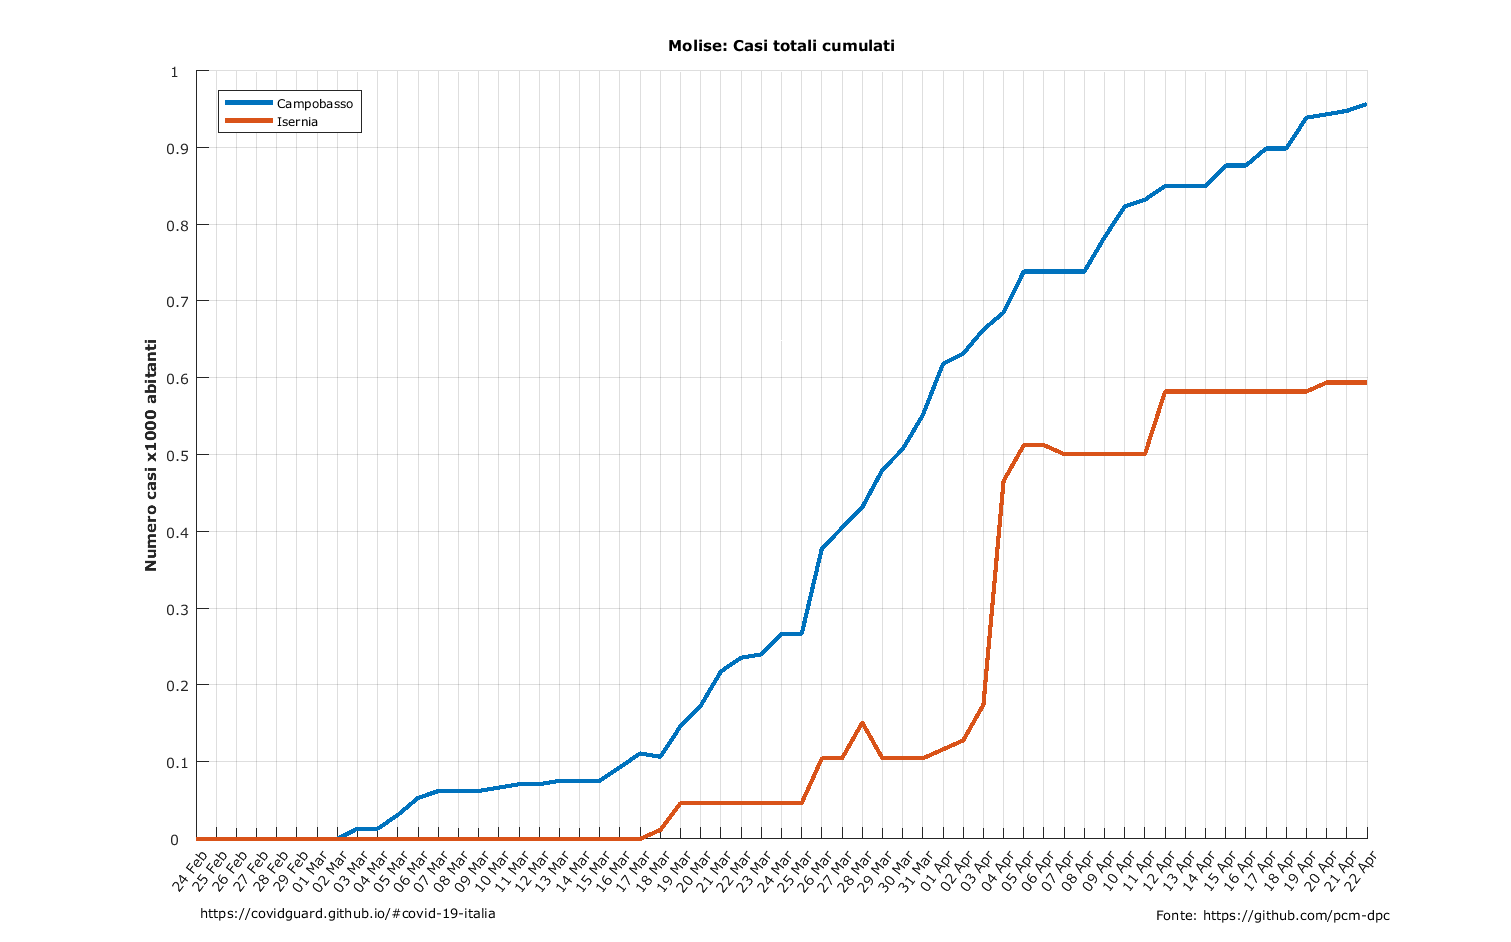 Molise: Casi totali cumulati
Campobasso
Isernia
Numero casi x1000 abitanti
1
0.9
0.8
0.7
0.6
0.5
0.4
0.3
0.2
0.1
0
24 Feb
25 Feb
26 Feb
27 Feb
28 Feb
29 Feb
01 Mar
02 Mar
03 Mar
04 Mar
05 Mar
06 Mar
07 Mar
08 Mar
09 Mar
10 Mar
11 Mar
12 Mar
13 Mar
14 Mar
15 Mar
16 Mar
17 Mar
18 Mar
19 Mar
20 Mar
21 Mar
22 Mar
23 Mar
24 Mar
25 Mar
26 Mar
27 Mar
28 Mar
29 Mar
30 Mar
31 Mar
01 Apr
02 Apr
03 Apr
04 Apr
05 Apr
06 Apr
07 Apr
08 Apr
09 Apr
10 Apr
11 Apr
12 Apr
13 Apr
14 Apr
15 Apr
16 Apr
17 Apr
18 Apr
19 Apr
20 Apr
21 Apr
22 Apr
https://covidguard.github.io/#covid-19-italia
Fonte: https://github.com/pcm-dpc